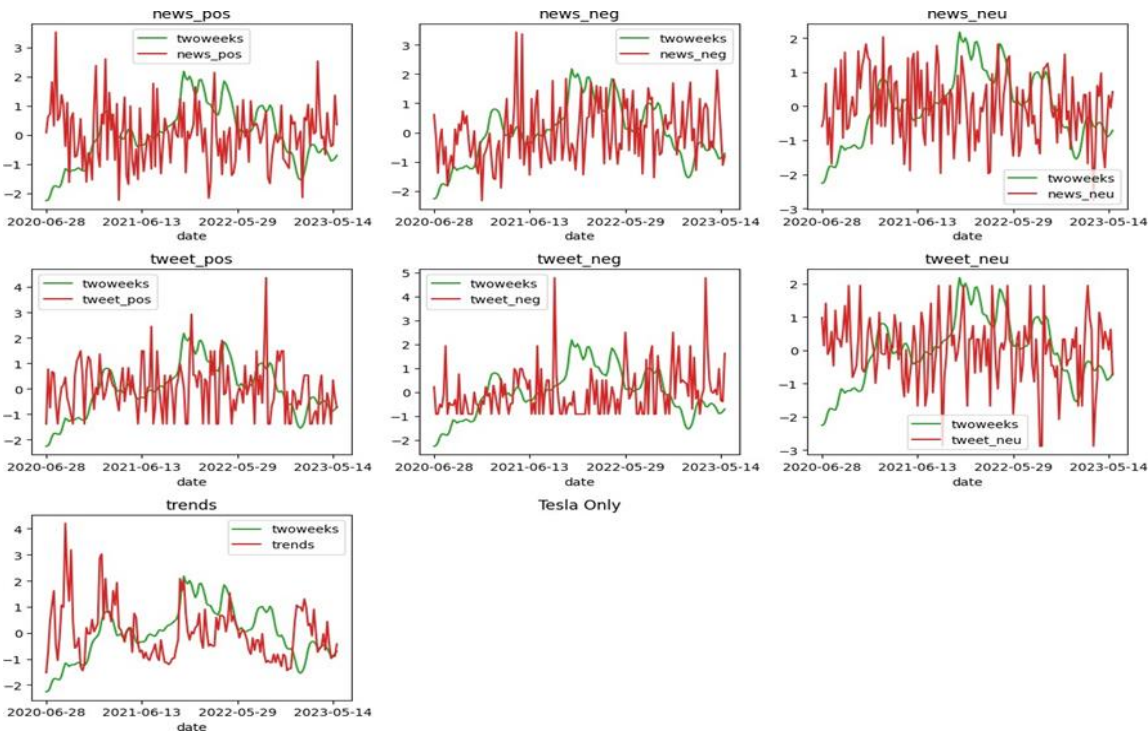 news_pos
3
2
1
0
−1
−2
twoweeks
news_pos
2020-06-28 2021-06-13 2022-05-29 2023-05-14
date
news_neg
3
2
1
0
−1
−2
twoweeks
news_neg
2020-06-28 2021-06-13 2022-05-29 2023-05-14
date
news_neu
2
1
0
−1
−2
−3
twoweeks
news_neu
2020-06-28 2021-06-13 2022-05-29 2023-05-14
date
tweet_pos
4
3
2
1
0
−1
−2
twoweeks
tweet_pos
2020-06-28 2021-06-13 2022-05-29 2023-05-14
date
tweet_neg
5
4
3
2
1
0
−1
−2
twoweeks
tweet_neg
2020-06-28 2021-06-13 2022-05-29 2023-05-14
date
tweet_neu
2
1
0
−1
−2
−3
twoweeks
tweet_neu
2020-06-28 2021-06-13 2022-05-29 2023-05-14
date
trends
4
3
2
1
0
−1
−2
twoweeks
trends
2020-06-28 2021-06-13 2022-05-29 2023-05-14
date
Tesla Only